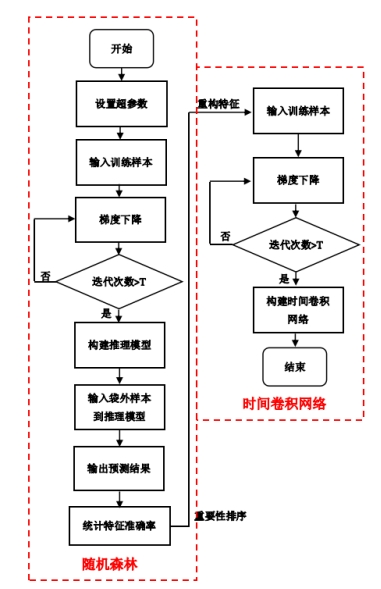 开始
设置超参数
输入训练样本
梯度下降
迭代次数>T
否
是
构建推理模型
输入袋外样本
到推理模型
输出预测结果
统计特征准确率
重要性排序
随机森林
重构特征
输入训练样本
梯度下降
否
迭代次数>T
是
构建时间卷积
网络
结束
时间卷积网络